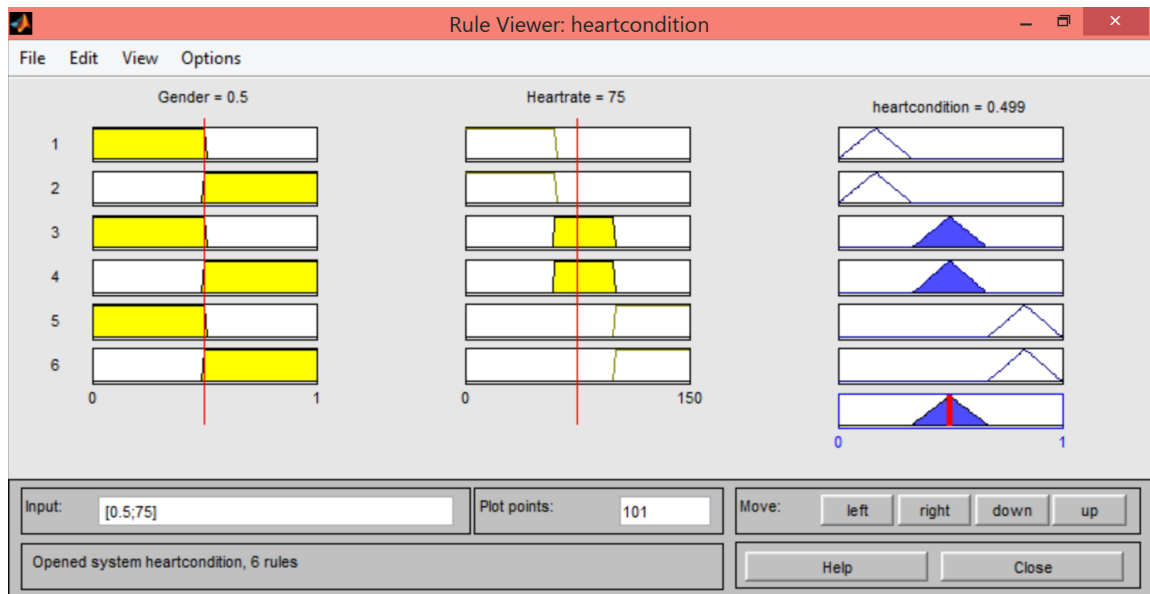 Rule Viewer: heartcondition
File Edit View Options
Gender = 0.5 Heartrate = 75 heartcondition = 0.499
1
2
3
4
5
6
0 1 0 150
0 1
Input: [0.5;75] Plot points: 101 Move: left right down up
Opened system heartcondition, 6 rules Help Close